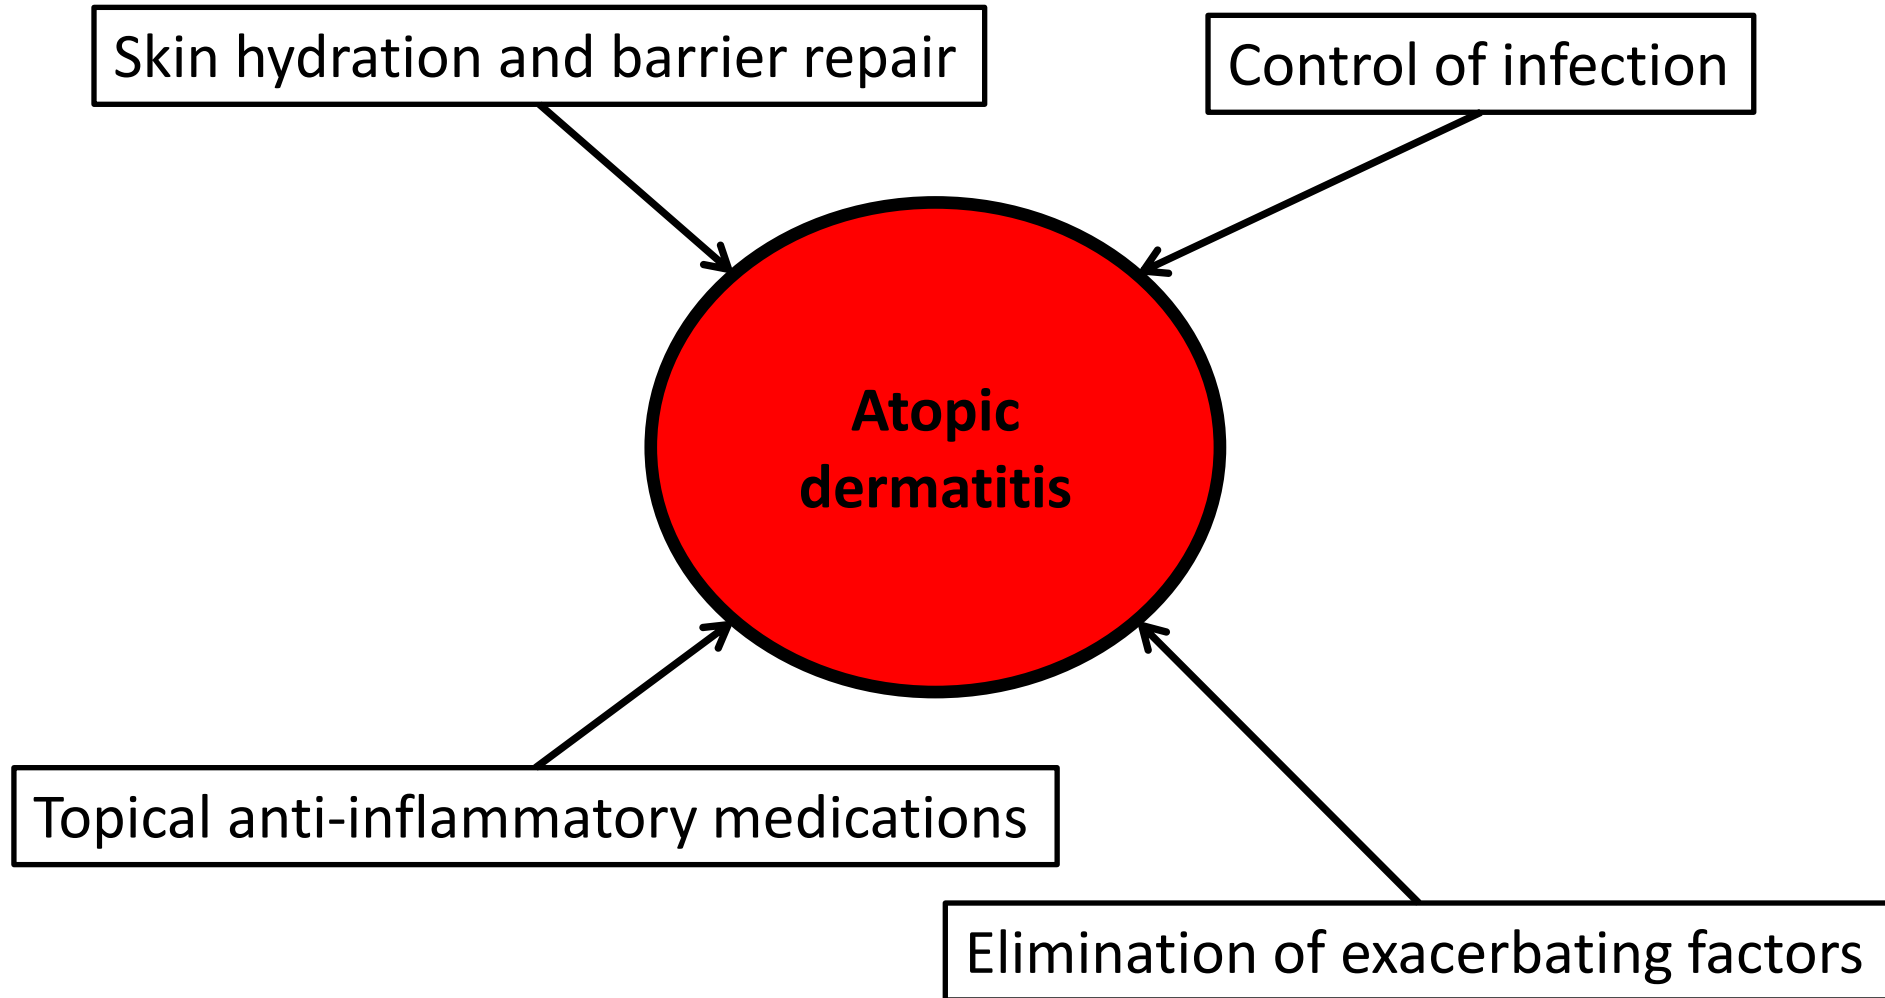 Skin hydration and barrier repair
Control of infection
Atopic
dermatitis
Topical anti-inflammatory medications
Elimination of exacerbating factors